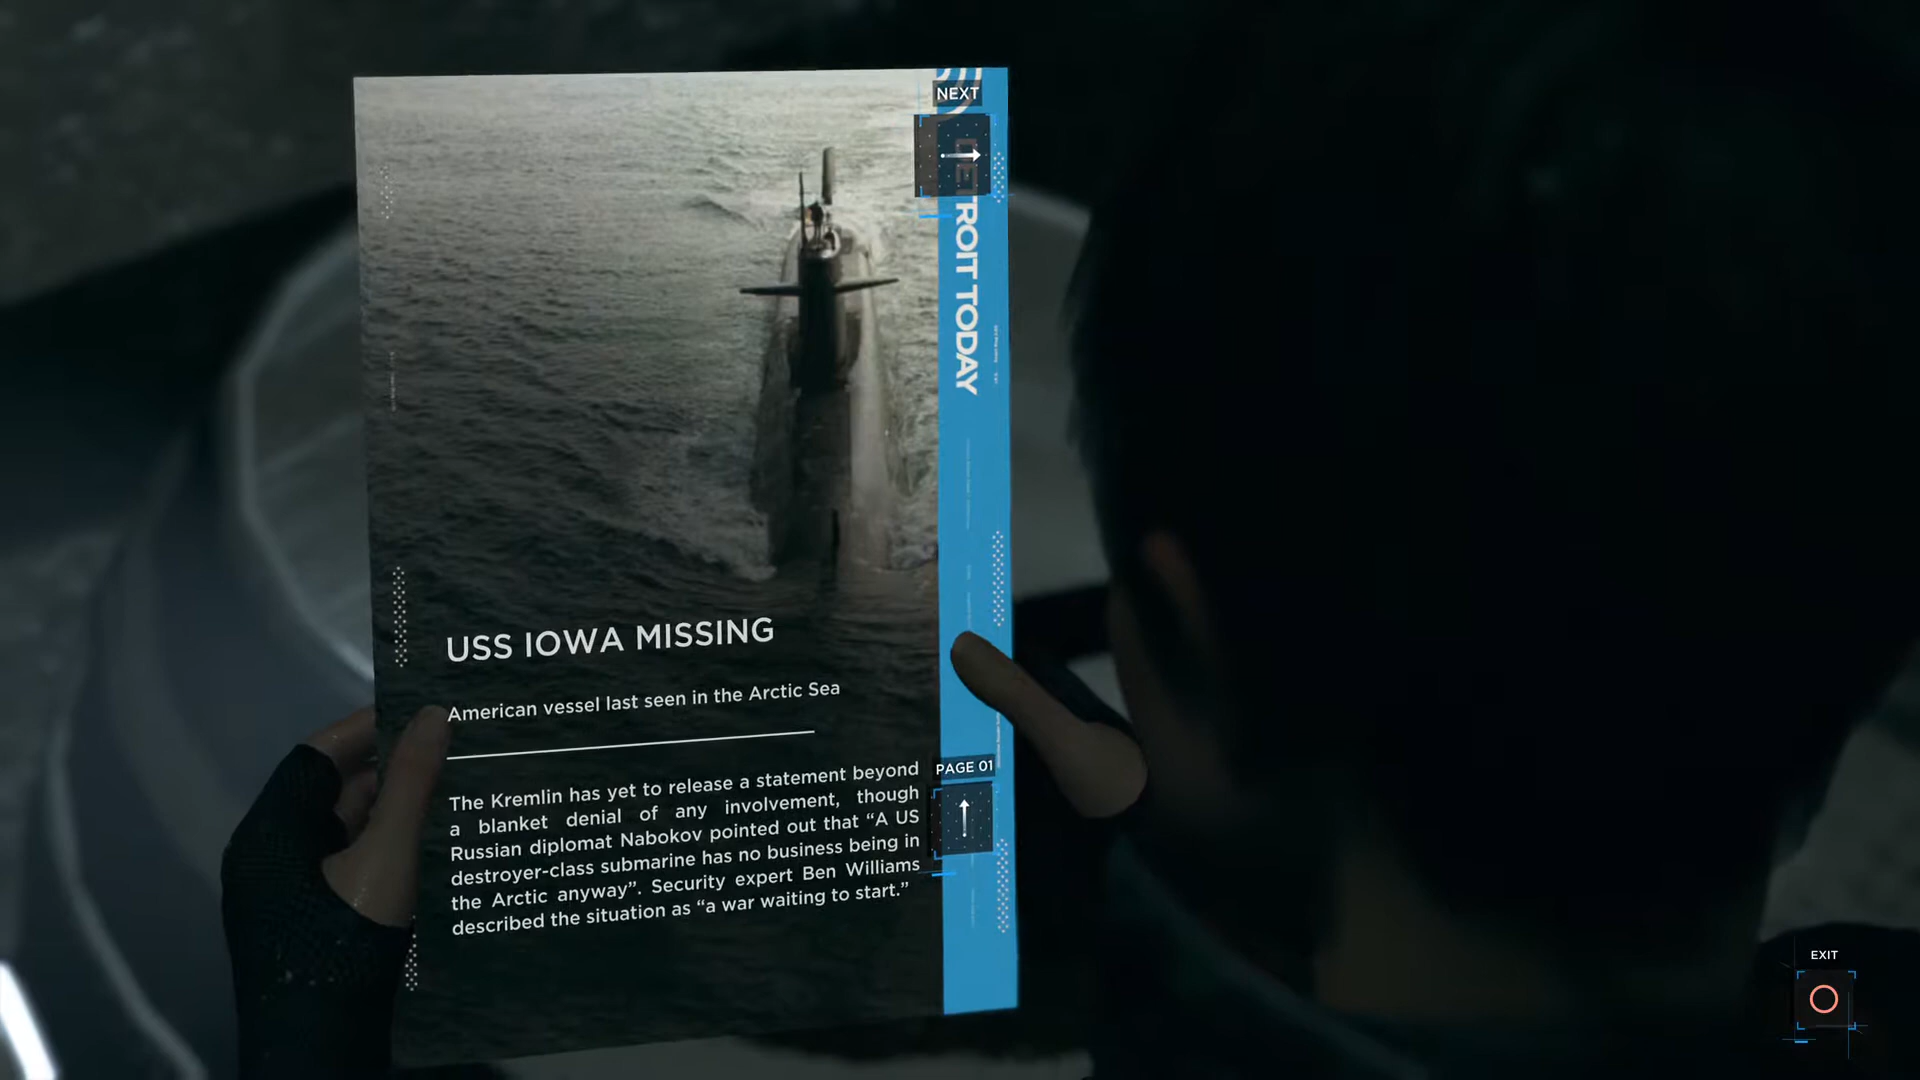 NEXT
DETROIT TODAY
USS IOWA MISSING
American vessel last seen in the Arctic Sea
The Kremlin has yet to release a statement beyond
a blanket denial of any involvement, though
Russian diplomat Nabokov pointed out that “A US
destroyer-class submarine has no business being in
the Arctic anyway”. Security expert Ben Williams
described the situation as “a war waiting to start.”
PAGE 01
EXIT